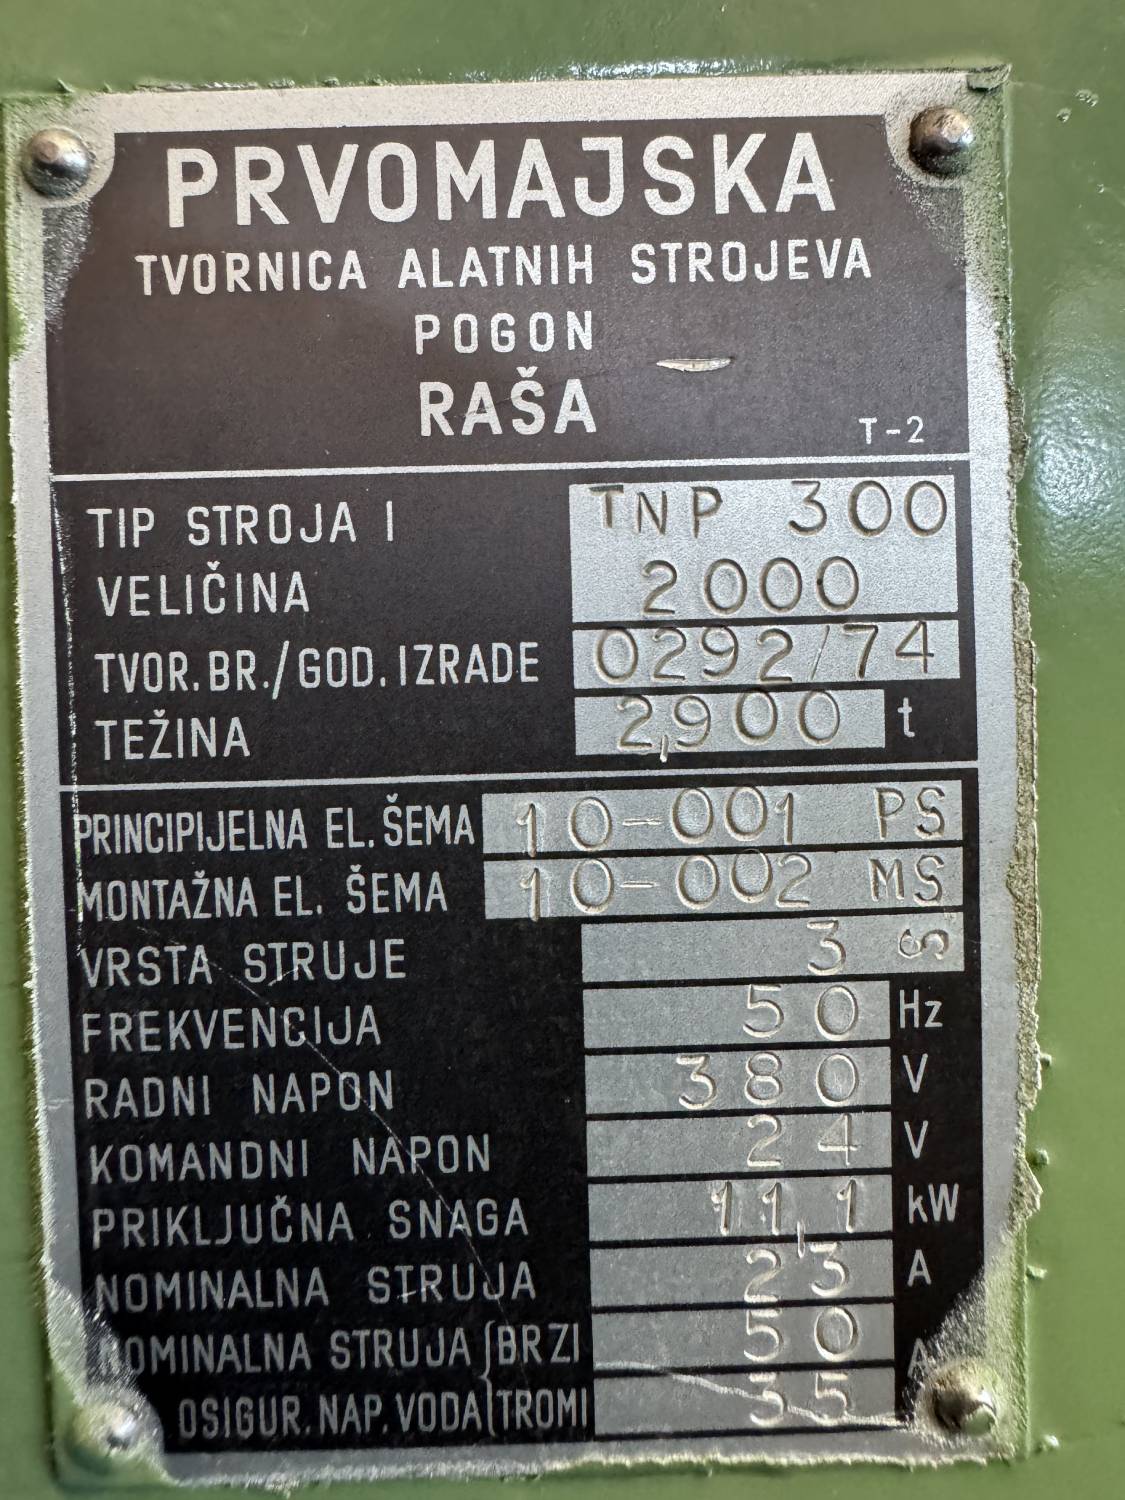 PRVOMAJSKA
TVORNICA ALATNIH STROJEVA
POGON
RAŠA
T-2
TIP STROJA I TNP 300
VELIČINA 2000
TVOR. BR./GOD. IZRADE 0292/74
TEŽINA 2,900 t
PRINCIPIJELNA EL. ŠEMA 10-001 PS
MONTAŽNA EL. ŠEMA 10-002 MS
VRSTA STRUJE 3
FREKVENCIJA 50 Hz
RADNI NAPON 380 V
KOMANDNI NAPON 24 V
PRIKLJUČNA SNAGA 11,1 kW
NOMINALNA STRUJA 23 A
NOMINALNA STRUJA { BRZI 50 A
OSIGUR. NAP. VODA { TROMI 35